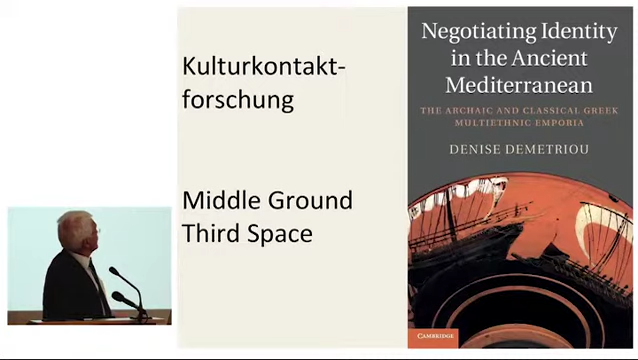 Kulturkontakt-
forschung
Middle Ground
Third Space
Negotiating Identity
in the Ancient
Mediterranean
THE ARCHAIC AND CLASSICAL GREEK
MULTIETHNIC EMPORIA
DENISE DEMETRIOU
CAMBRIDGE